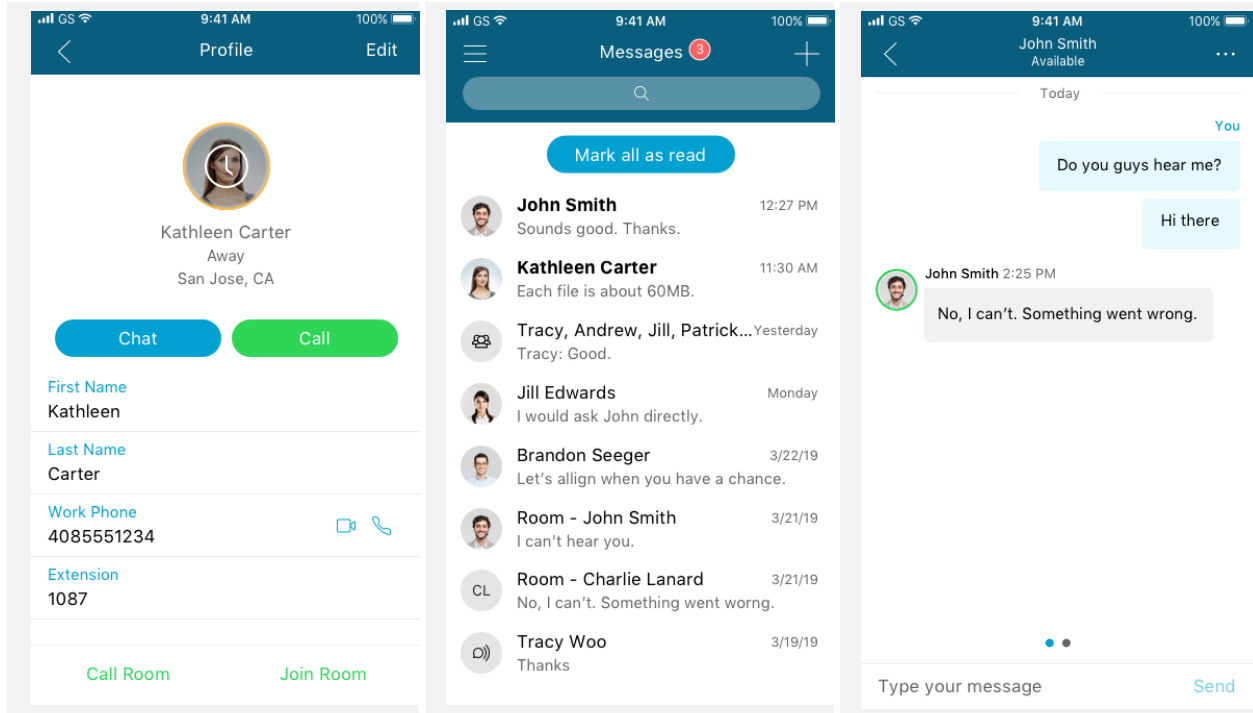 GS 9:41 AM 100%
Profile Edit
Kathleen Carter
Away
San Jose, CA
Chat Call
First Name
Kathleen
Last Name
Carter
Work Phone
4085551234
Extension
1087
Call Room Join Room
GS 9:41 AM 100%
Messages 3
Mark all as read
John Smith 12:27 PM
Sounds good. Thanks.
Kathleen Carter 11:30 AM
Each file is about 60MB.
Tracy, Andrew, Jill, Patrick... Yesterday
Tracy: Good.
Jill Edwards Monday
I would ask John directly.
Brandon Seeger 3/22/19
Let's allign when you have a chance.
Room - John Smith 3/21/19
I can't hear you.
CL
Room - Charlie Lanard 3/21/19
No, I can't. Something went worng.
Tracy Woo 3/19/19
Thanks
GS 9:41 AM 100%
John Smith
Available
Today
You
Do you guys hear me?
Hi there
John Smith 2:25 PM
No, I can't. Something went wrong.
Type your message Send